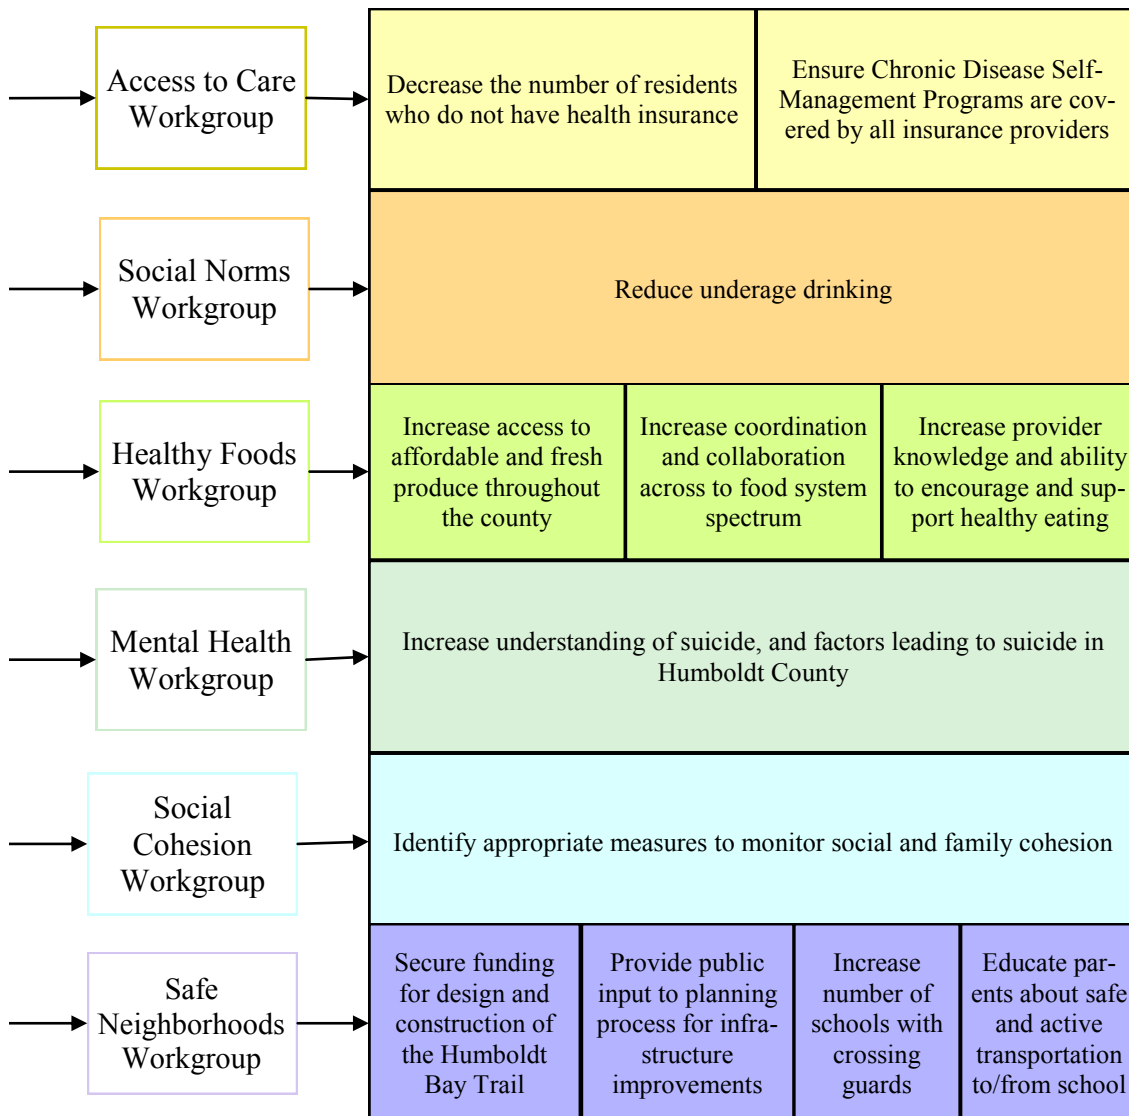 Access to Care
Workgroup
Decrease the number of residents
who do not have health insurance
Ensure Chronic Disease Self-
Management Programs are cov-
ered by all insurance providers
Social Norms
Workgroup
Reduce underage drinking
Healthy Foods
Workgroup
Increase access to
affordable and fresh
produce throughout
the county
Increase coordination
and collaboration
across to food system
spectrum
Increase provider
knowledge and ability
to encourage and sup-
port healthy eating
Mental Health
Workgroup
Increase understanding of suicide, and factors leading to suicide in
Humboldt County
Social
Cohesion
Workgroup
Identify appropriate measures to monitor social and family cohesion
Safe
Neighborhoods
Workgroup
Secure funding
for design and
construction of
the Humboldt
Bay Trail
Provide public
input to planning
process for infra-
structure
improvements
Increase
number of
schools with
crossing
guards
Educate par-
ents about safe
and active
transportation
to/from school